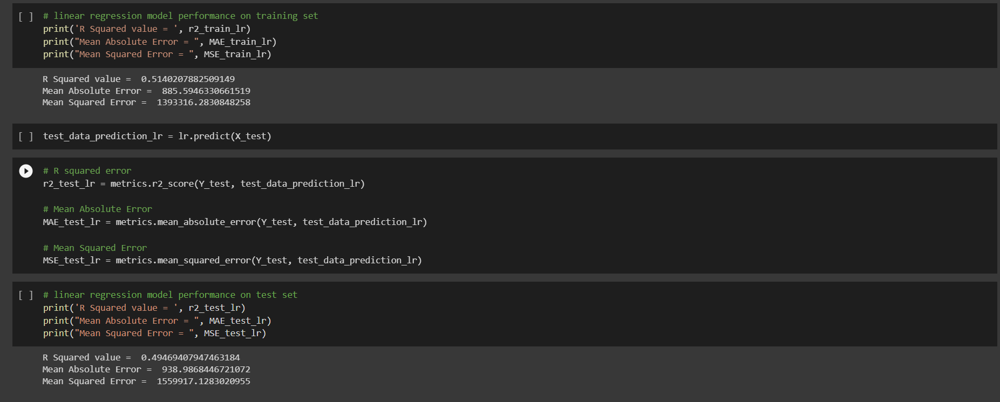 [ ] # linear regression model performance on training set
print('R Squared value = ', r2_train_lr)
print("Mean Absolute Error = ", MAE_train_lr)
print("Mean Squared Error = ", MSE_train_lr)
R Squared value =  0.5140207882509149
Mean Absolute Error =  885.5946330661519
Mean Squared Error =  1393316.2830848258
[ ] test_data_prediction_lr = lr.predict(X_test)
# R squared error
r2_test_lr = metrics.r2_score(Y_test, test_data_prediction_lr)
# Mean Absolute Error
MAE_test_lr = metrics.mean_absolute_error(Y_test, test_data_prediction_lr)
# Mean Squared Error
MSE_test_lr = metrics.mean_squared_error(Y_test, test_data_prediction_lr)
[ ] # linear regression model performance on test set
print('R Squared value = ', r2_test_lr)
print("Mean Absolute Error = ", MAE_test_lr)
print("Mean Squared Error = ", MSE_test_lr)
R Squared value =  0.49469407947463184
Mean Absolute Error =  938.9868446721072
Mean Squared Error =  1559917.1283020955